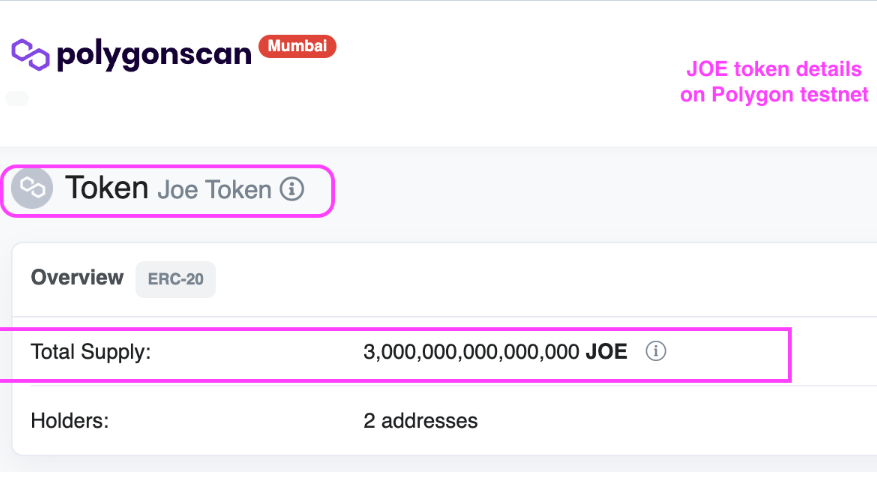 polygonscan Mumbai
JOE token details
on Polygon testnet
Token Joe Token
Overview ERC-20
Total Supply: 3,000,000,000,000,000 JOE
Holders: 2 addresses